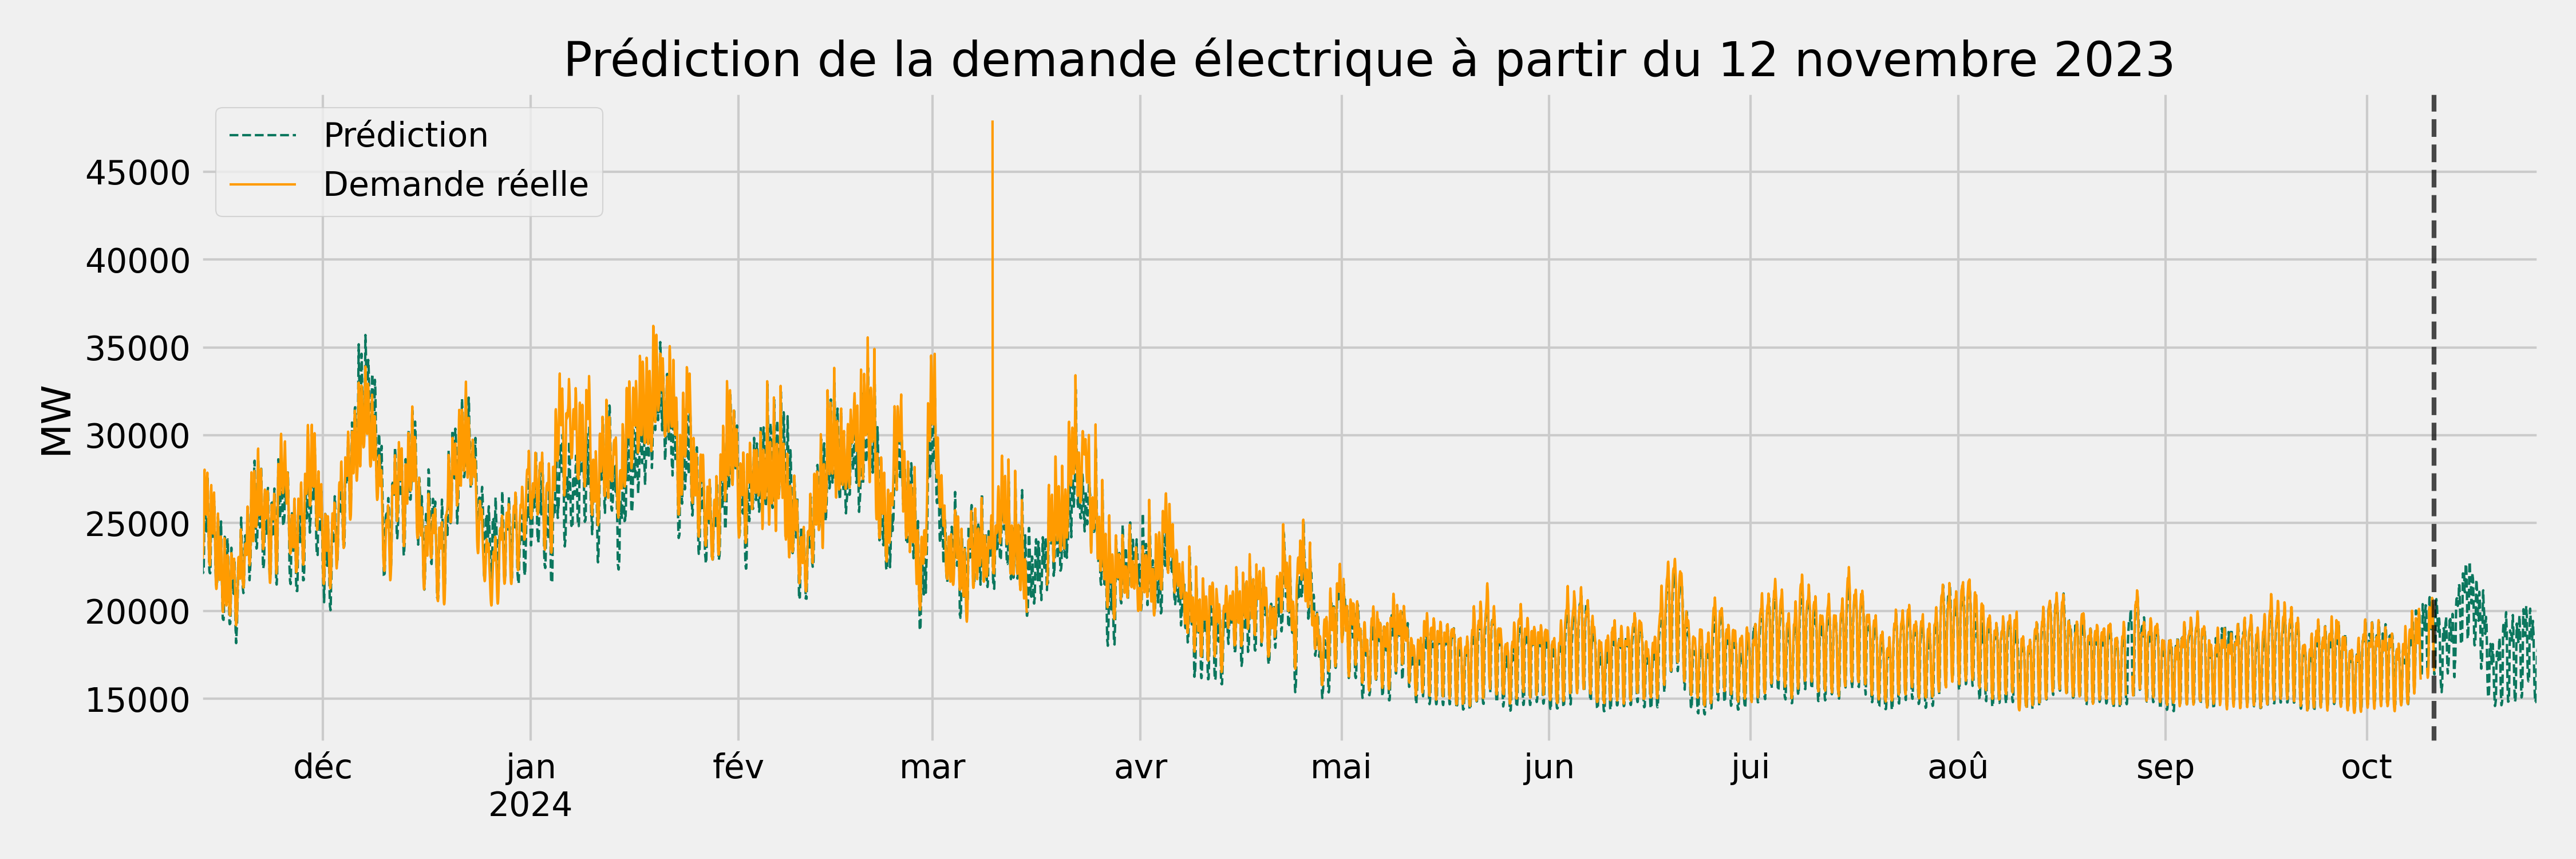 Prédiction de la demande électrique à partir du 12 novembre 2023
Prédiction
Demande réelle
45000
40000
35000
30000
25000
20000
15000
MW
déc jan fév mar avr mai jun jui aoû sep oct
2024